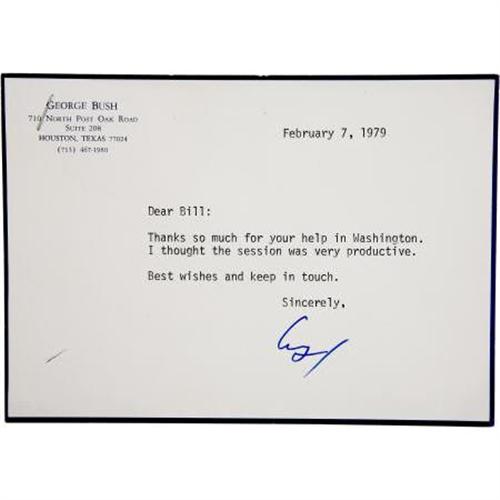 GEORGE BUSH
710 NORTH POST OAK ROAD
SUITE 208
HOUSTON, TEXAS 77024
(713) 467-1980
February 7, 1979
Dear Bill:
Thanks so much for your help in Washington.
I thought the session was very productive.
Best wishes and keep in touch.
Sincerely,